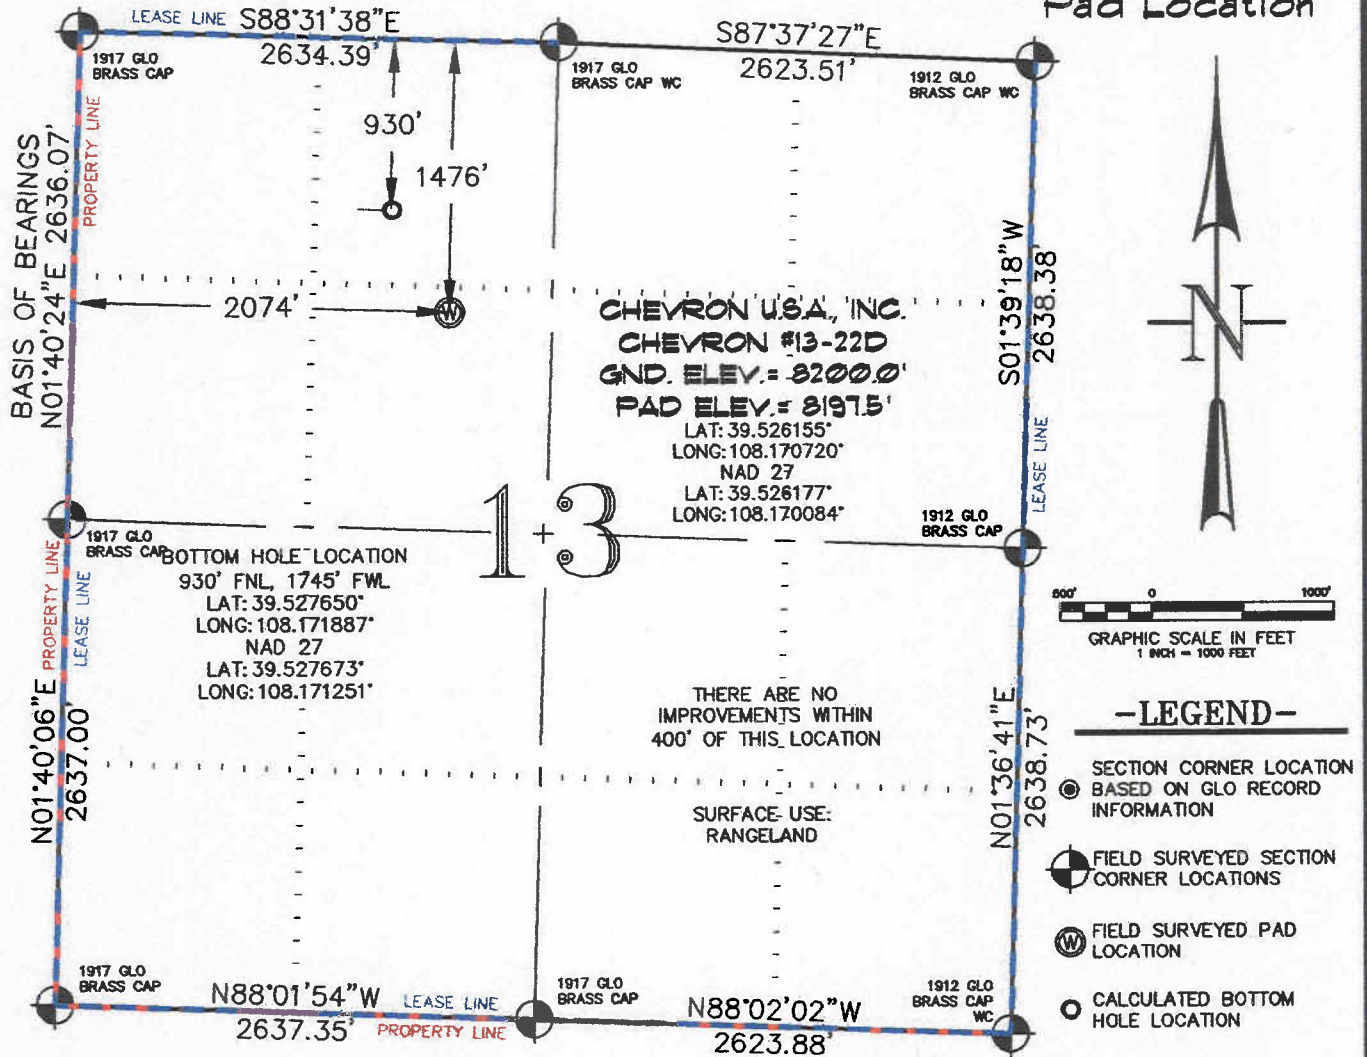 Pad Location
LEASE LINE
S88°31'38"E
2634.39'
S87°37'27"E
2623.51'
1917 GLO
BRASS CAP
1917 GLO
BRASS CAP WC
1912 GLO
BRASS CAP WC
BASIS OF BEARINGS
N01°40'24"E 2636.07'
PROPERTY LINE
930'
1476'
2074'
W
CHEVRON U.S.A., INC.
CHEVRON #13-22D
GND. ELEV.= 8200.0'
PAD ELEV.= 8197.5'
LAT: 39.526155°
LONG: 108.170720°
NAD 27
LAT: 39.526177°
LONG: 108.170084°
S01°39'18"W
2638.38'
LEASE LINE
N
13
1917 GLO
BRASS CAP
1912 GLO
BRASS CAP
BOTTOM HOLE LOCATION
930' FNL, 1745' FWL
LAT: 39.527650°
LONG: 108.171887°
NAD 27
LAT: 39.527673°
LONG: 108.171251°
PROPERTY LINE
LEASE LINE
N01°40'06"E
2637.00'
THERE ARE NO
IMPROVEMENTS WITHIN
400' OF THIS LOCATION
SURFACE USE:
RANGELAND
N01°36'41"E
2638.73'
0
1000'
GRAPHIC SCALE IN FEET
1 INCH = 1000 FEET
-LEGEND-
SECTION CORNER LOCATION
BASED ON GLO RECORD
INFORMATION
FIELD SURVEYED SECTION
CORNER LOCATIONS
W
FIELD SURVEYED PAD
LOCATION
CALCULATED BOTTOM
HOLE LOCATION
1917 GLO
BRASS CAP
N88°01'54"W
2637.35'
LEASE LINE
PROPERTY LINE
1917 GLO
BRASS CAP
N88°02'02"W
2623.88'
1912 GLO
BRASS CAP
WC